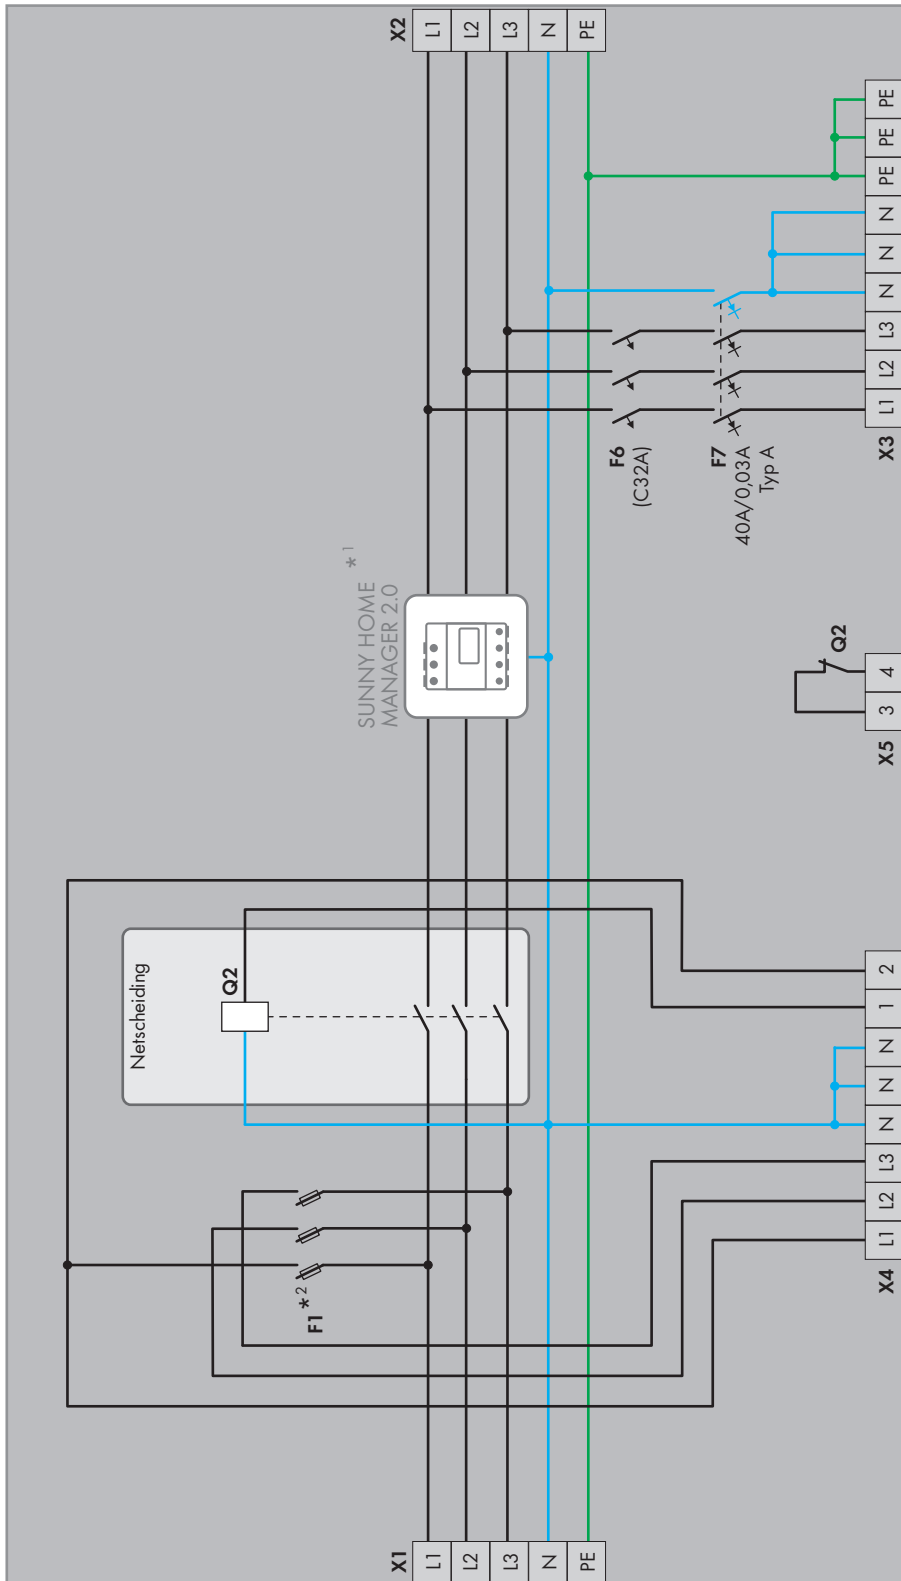 X2
L1
L2
L3
N
PE
PE
PE
PE
N
N
N
L3
L2
L1
X3
F6
(C32A)
F7
40A/0,03A
Typ A
SUNNY HOME *1
MANAGER 2.0
Q2
4
3
X5
Netscheiding
Q2
2
1
N
N
N
L3
L2
L1
X4
F1 *2
X1
L1
L2
L3
N
PE